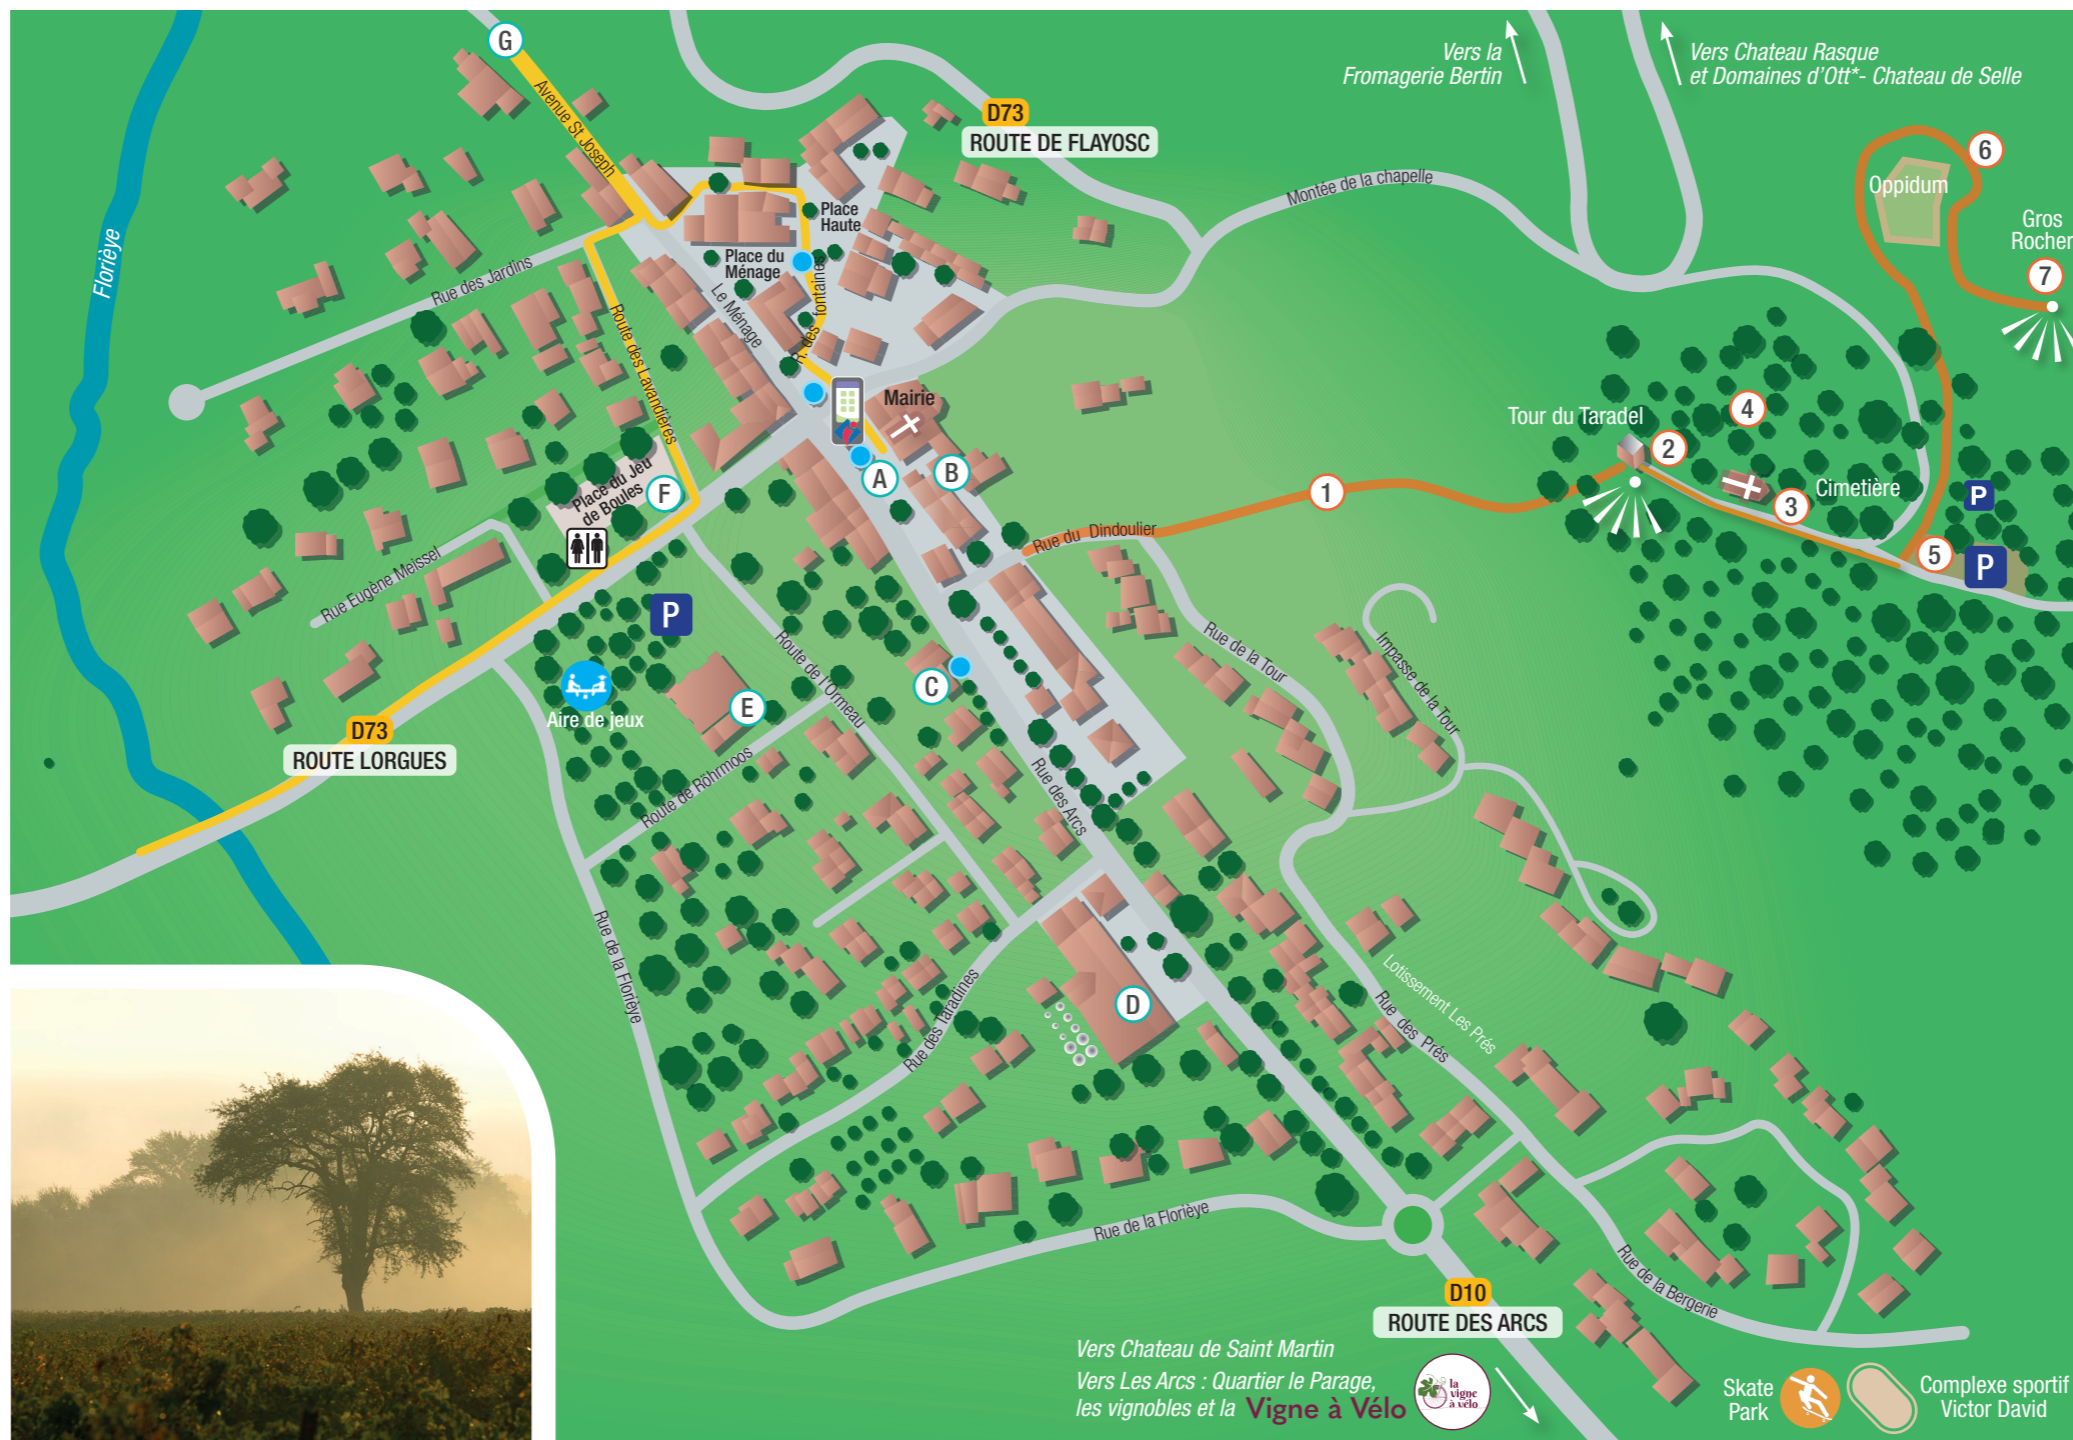 G
Avenue St Joseph
Florièye
D73
ROUTE DE FLAYOSC
Vers la
Fromagerie Bertin
Vers Chateau Rasque
et Domaines d'Ott*- Chateau de Selle
Montée de la chapelle
6
Oppidum
Gros
Rocher
7
Place
Haute
Place du
Ménage
Le Ménage
R. des fontaines
Rue des Jardins
Route des Lavandières
Mairie
A
B
Place du Jeu
de Boules
F
Rue Eugène Meissel
P
Aire de jeux
E
C
D73
ROUTE LORGUES
Route de Röhrmoos
Route de l'Ormeau
Rue du Dindoulier
1
Tour du Taradel
2
4
3
Cimetière
P
5
P
Rue de la Tour
Impasse de la Tour
Rue des Arcs
Rue de la Florièye
Rue des Taradines
D
Lotissement Les Prés
Rue des Prés
Rue de la Florièye
Rue de la Bergerie
D10
ROUTE DES ARCS
Vers Chateau de Saint Martin
Vers Les Arcs : Quartier le Parage,
les vignobles et la Vigne à Vélo
la
vigne
à vélo
Skate
Park
Complexe sportif
Victor David